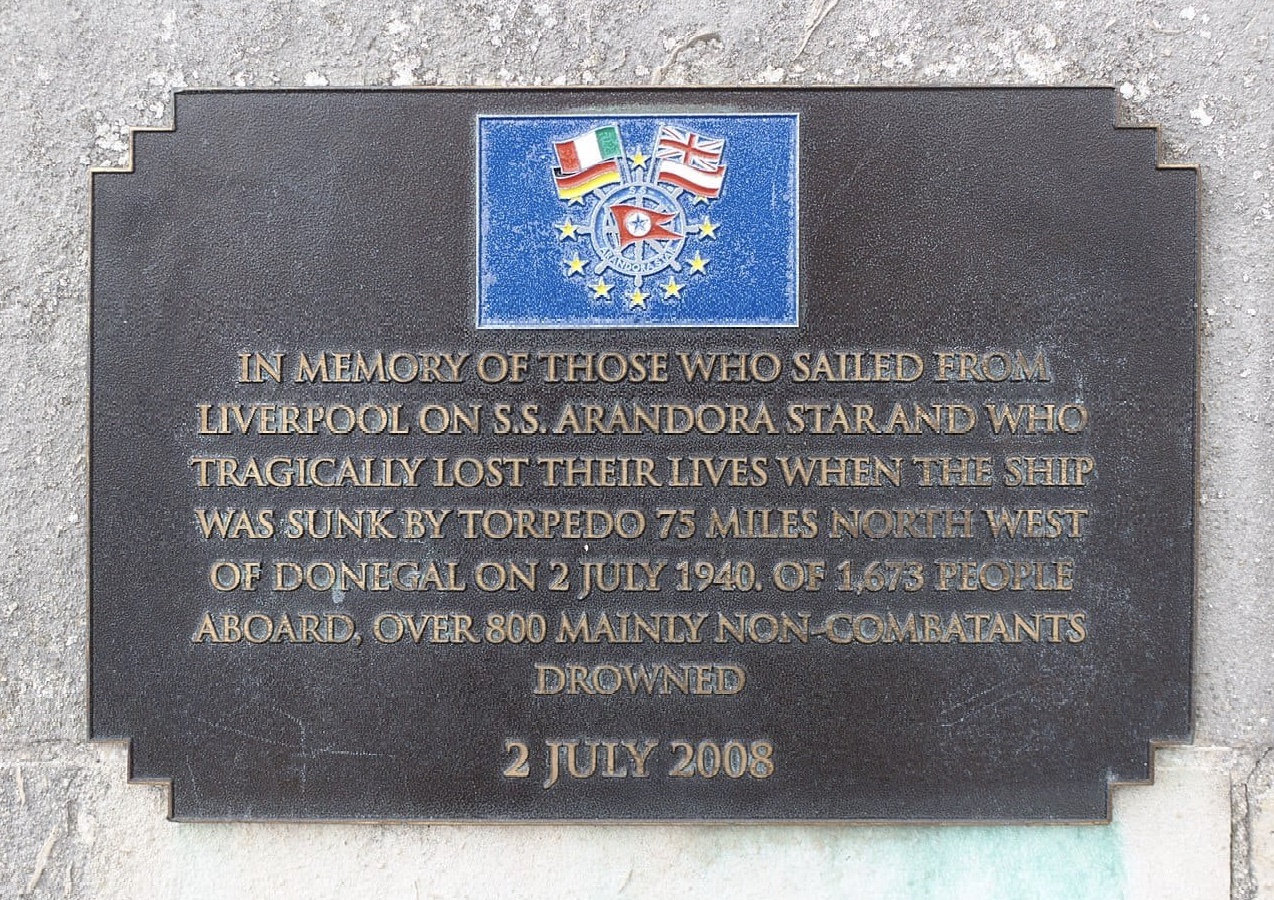 S.S.
ARANDORA STAR
IN MEMORY OF THOSE WHO SAILED FROM
LIVERPOOL ON S.S. ARANDORA STAR AND WHO
TRAGICALLY LOST THEIR LIVES WHEN THE SHIP
WAS SUNK BY TORPEDO 75 MILES NORTH WEST
OF DONEGAL ON 2 JULY 1940. OF 1,673 PEOPLE
ABOARD, OVER 800 MAINLY NON-COMBATANTS
DROWNED
2 JULY 2008